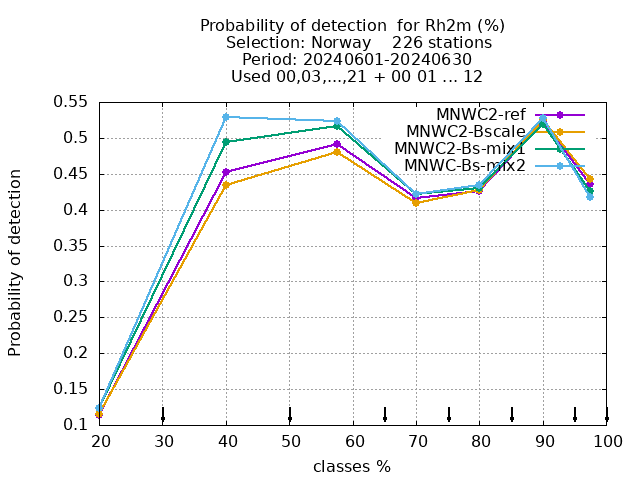 Probability of detection  for Rh2m (%)
Selection: Norway    226 stations
Period: 20240601-20240630
Used 00,03,...,21 + 00 01 ... 12
MNWC2-ref
MNWC2-Bscale
MNWC2-Bs-mix1
MNWC-Bs-mix2
Probability of detection
0.55
0.5
0.45
0.4
0.35
0.3
0.25
0.2
0.15
0.1
20 30 40 50 60 70 80 90 100
classes %